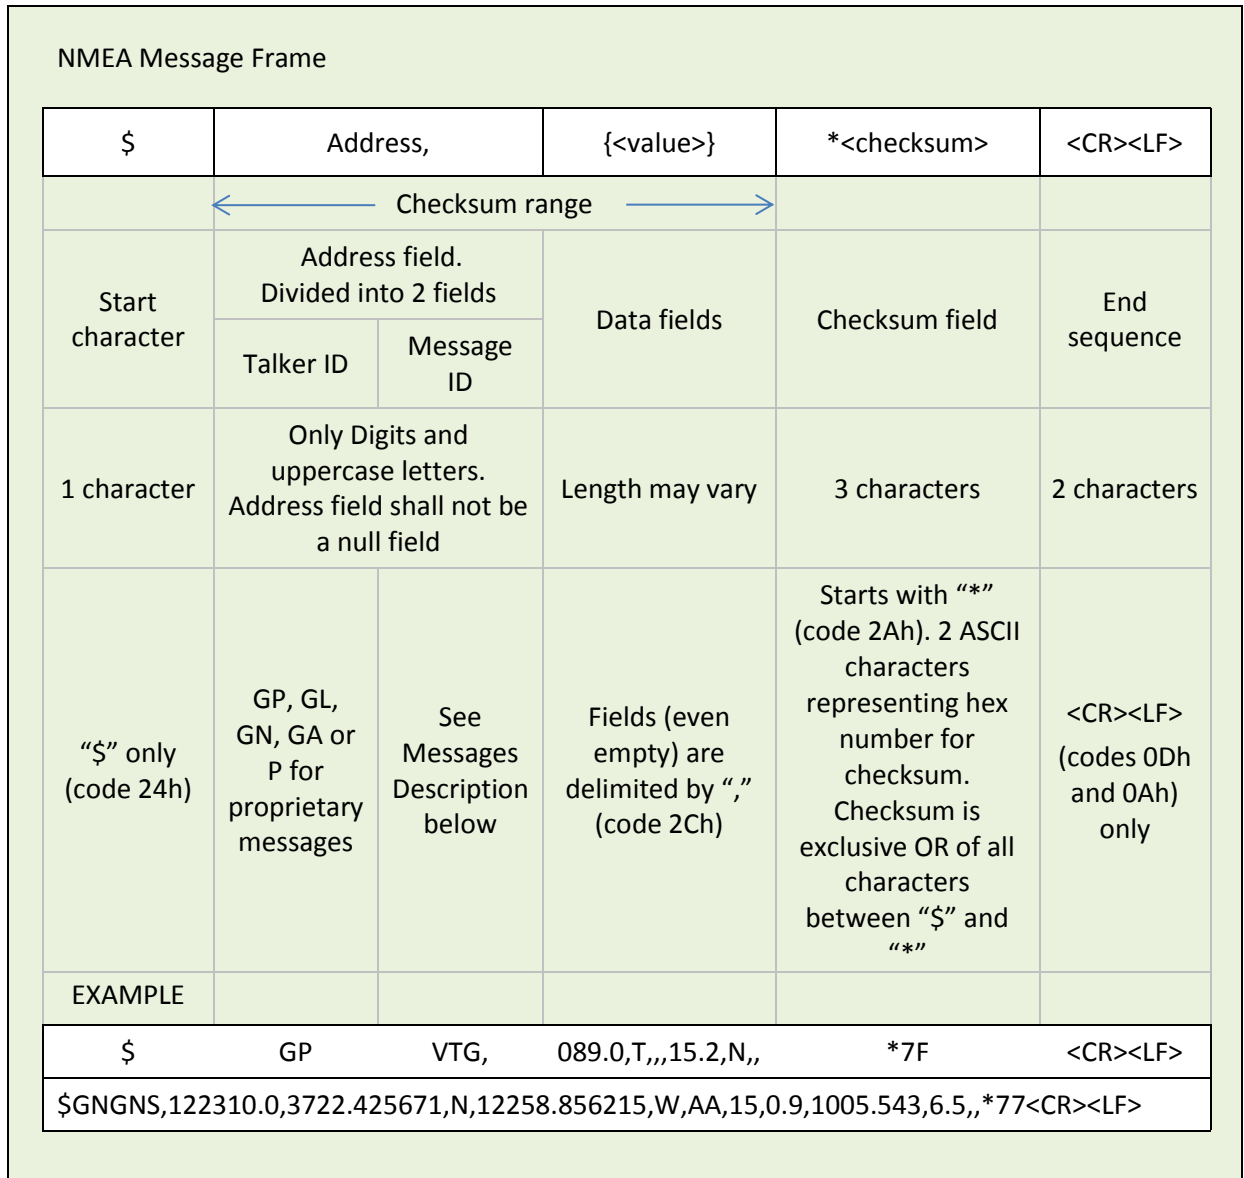 NMEA Message Frame
$ Address, {<value>} *<checksum> <CR><LF>
Checksum range
Start
character
Address field.
Divided into 2 fields
Talker ID
Message
ID
Data fields
Checksum field
End
sequence
1 character
Only Digits and
uppercase letters.
Address field shall not be
a null field
Length may vary
3 characters
2 characters
“$” only
(code 24h)
GP, GL,
GN, GA or
P for
proprietary
messages
See
Messages
Description
below
Fields (even
empty) are
delimited by “,”
(code 2Ch)
Starts with “*”
(code 2Ah). 2 ASCII
characters
representing hex
number for
checksum.
Checksum is
exclusive OR of all
characters
between “$” and
“*”
<CR><LF>
(codes 0Dh
and 0Ah)
only
EXAMPLE
$ GP VTG, 089.0,T,,,15.2,N,, *7F <CR><LF>
$GNGNS,122310.0,3722.425671,N,12258.856215,W,AA,15,0.9,1005.543,6.5,,*77<CR><LF>